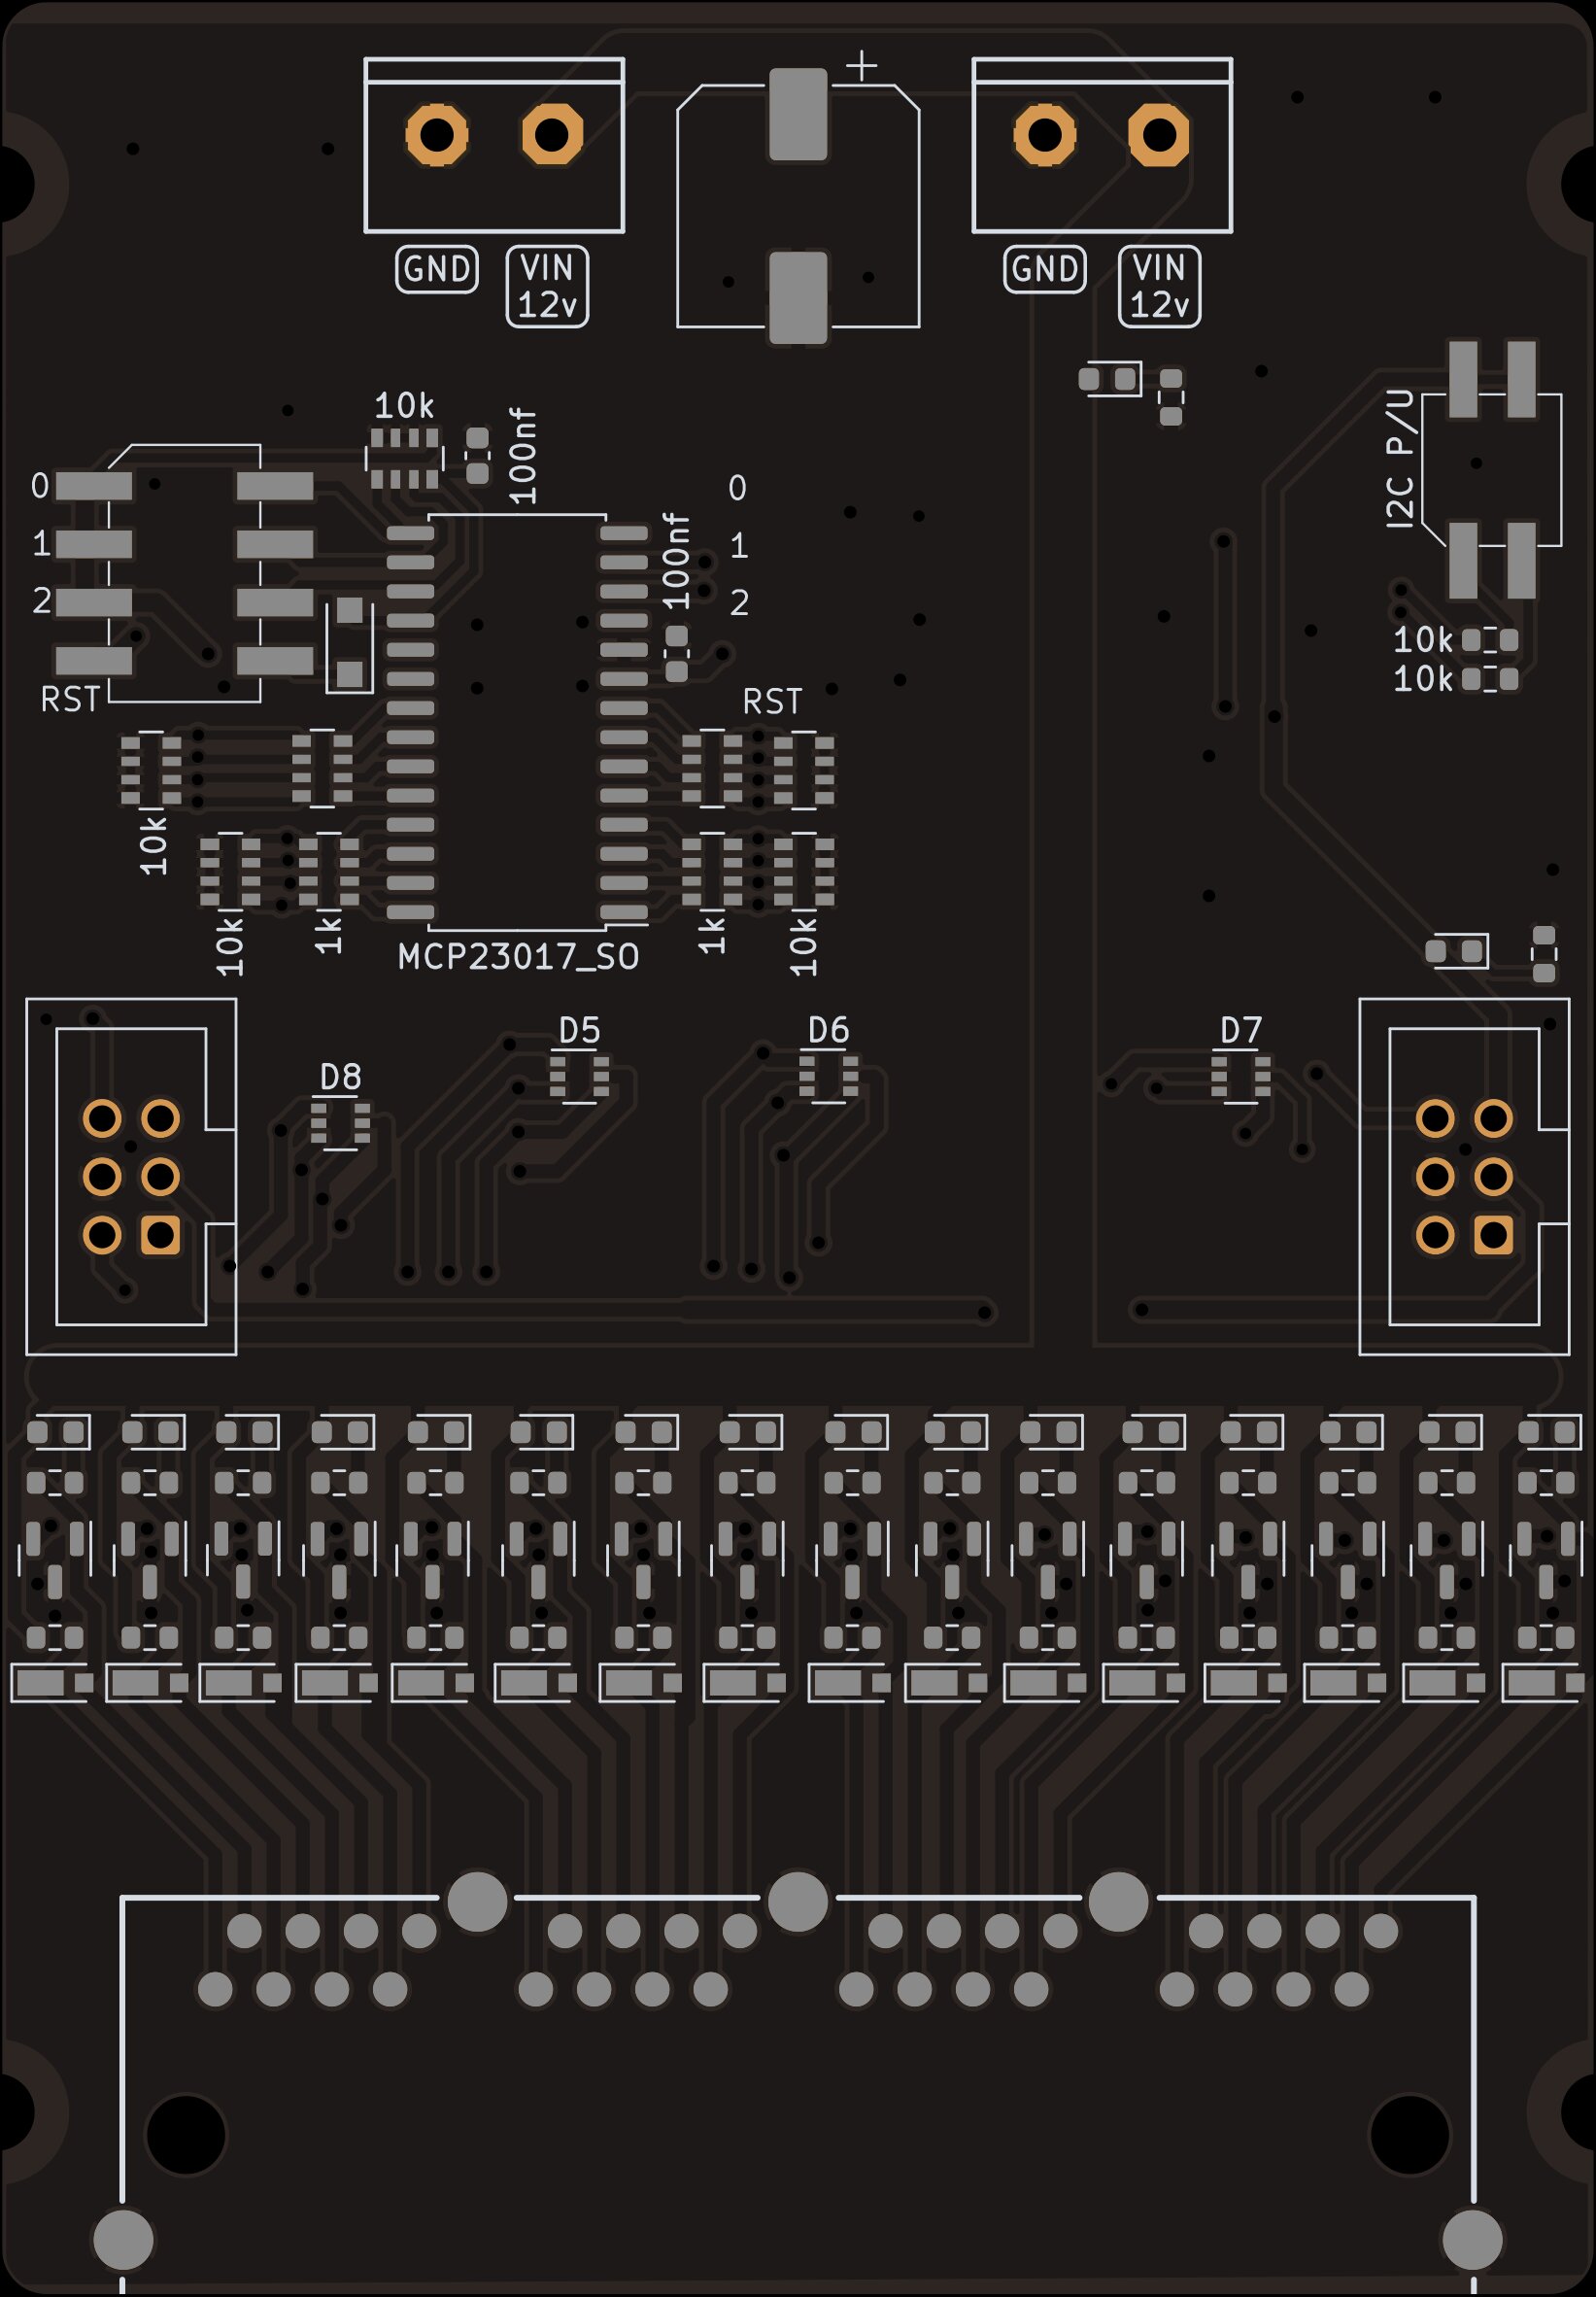 +
GND
VIN
12v
GND
VIN
12v
10k
100nf
I2C P/U
0
1
2
RST
100nf
0
1
2
RST
10k
10k
10k
10k
1k
1k
10k
MCP23017_SO
D5
D6
D7
D8